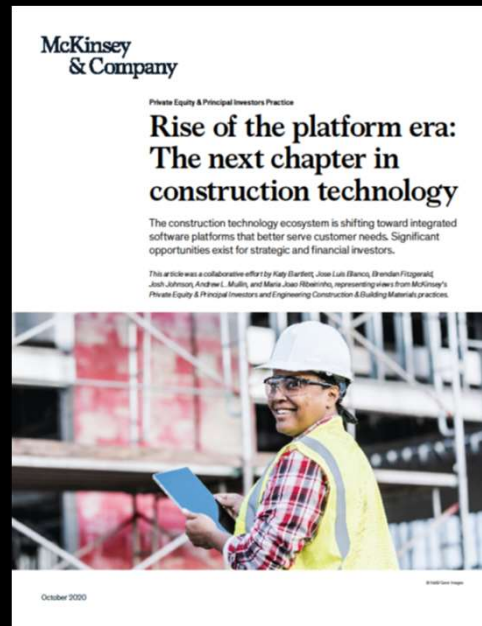 McKinsey
& Company
Private Equity & Principal Investors Practice
Rise of the platform era:
The next chapter in
construction technology
The construction technology ecosystem is shifting toward integrated
software platforms that better serve customer needs. Significant
opportunities exist for strategic and financial investors.
This article was a collaborative effort by Katy Bartlett, Jose Luis Blanco, Brendan Fitzgerald,
Josh Johnson, Andrew L. Mullin, and Maria Joao Ribeirinho, representing views from McKinsey's
Private Equity & Principal Investors and Engineering Construction & Building Materials practices.
October 2020